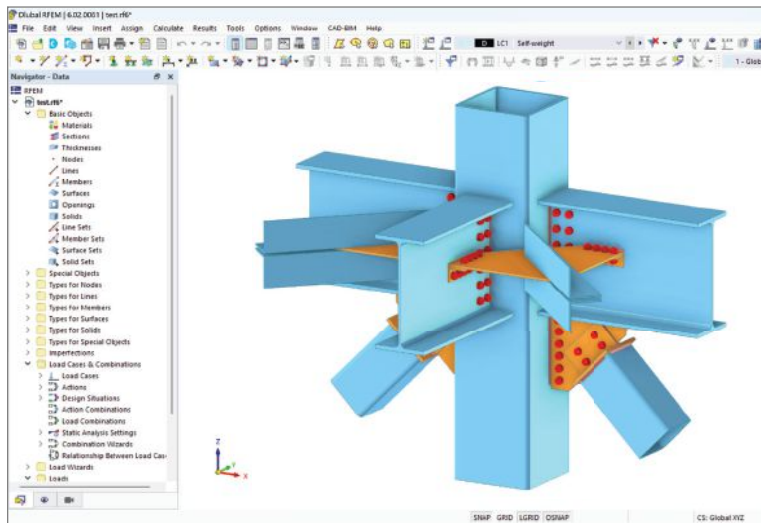 Dlubal RFEM | 6.02.0001 | test.rf6*
File Edit View Insert Assign Calculate Results Tools Options Window CAD-BIM Help
D LC1 Self-weight
1 - Globa
Navigator - Data
RFEM
test.rf6*
Basic Objects
Materials
Sections
Thicknesses
Nodes
Lines
Members
Surfaces
Openings
Solids
Line Sets
Member Sets
Surface Sets
Solid Sets
Special Objects
Types for Nodes
Types for Lines
Types for Members
Types for Surfaces
Types for Solids
Types for Special Objects
Imperfections
Load Cases & Combinations
Load Cases
Actions
Design Situations
Action Combinations
Load Combinations
Static Analysis Settings
Combination Wizards
Relationship Between Load Cas
Load Wizards
Loads
Z
Y
X
SNAP GRID LGRID OSNAP CS: Global XYZ